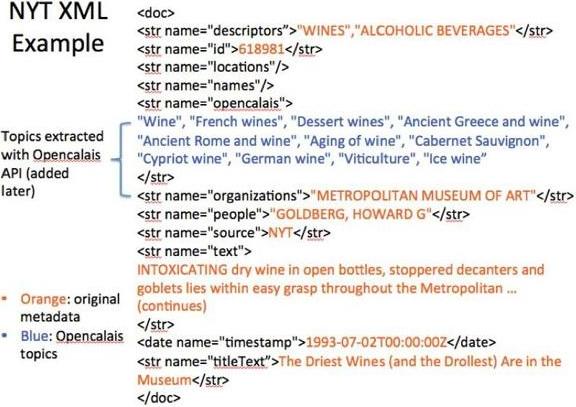 NYT XML
Example
<doc>
<str name="descriptors”>"WINES","ALCOHOLIC BEVERAGES"</str>
<str name="id">618981</str>
<str name="locations"/>
<str name="names"/>
<str name="opencalais">
"Wine", "French wines", "Dessert wines", "Ancient Greece and wine",
"Ancient Rome and wine", "Aging of wine", "Cabernet Sauvignon",
"Cypriot wine", "German wine", "Viticulture", "Ice wine”
</str>
Topics extracted
with Opencalais
API (added
later)
<str name="organizations">"METROPOLITAN MUSEUM OF ART"</str>
<str name="people">"GOLDBERG, HOWARD G"</str>
<str name="source">NYT</str>
<str name="text">
INTOXICATING dry wine in open bottles, stoppered decanters and
goblets lies within easy grasp throughout the Metropolitan ...
(continues)
</str>
<date name="timestamp">1993-07-02T00:00:00Z</date>
<str name="titleText”>The Driest Wines (and the Drollest) Are in the
Museum</str>
</doc>
• Orange: original
metadata
• Blue: Opencalais
topics